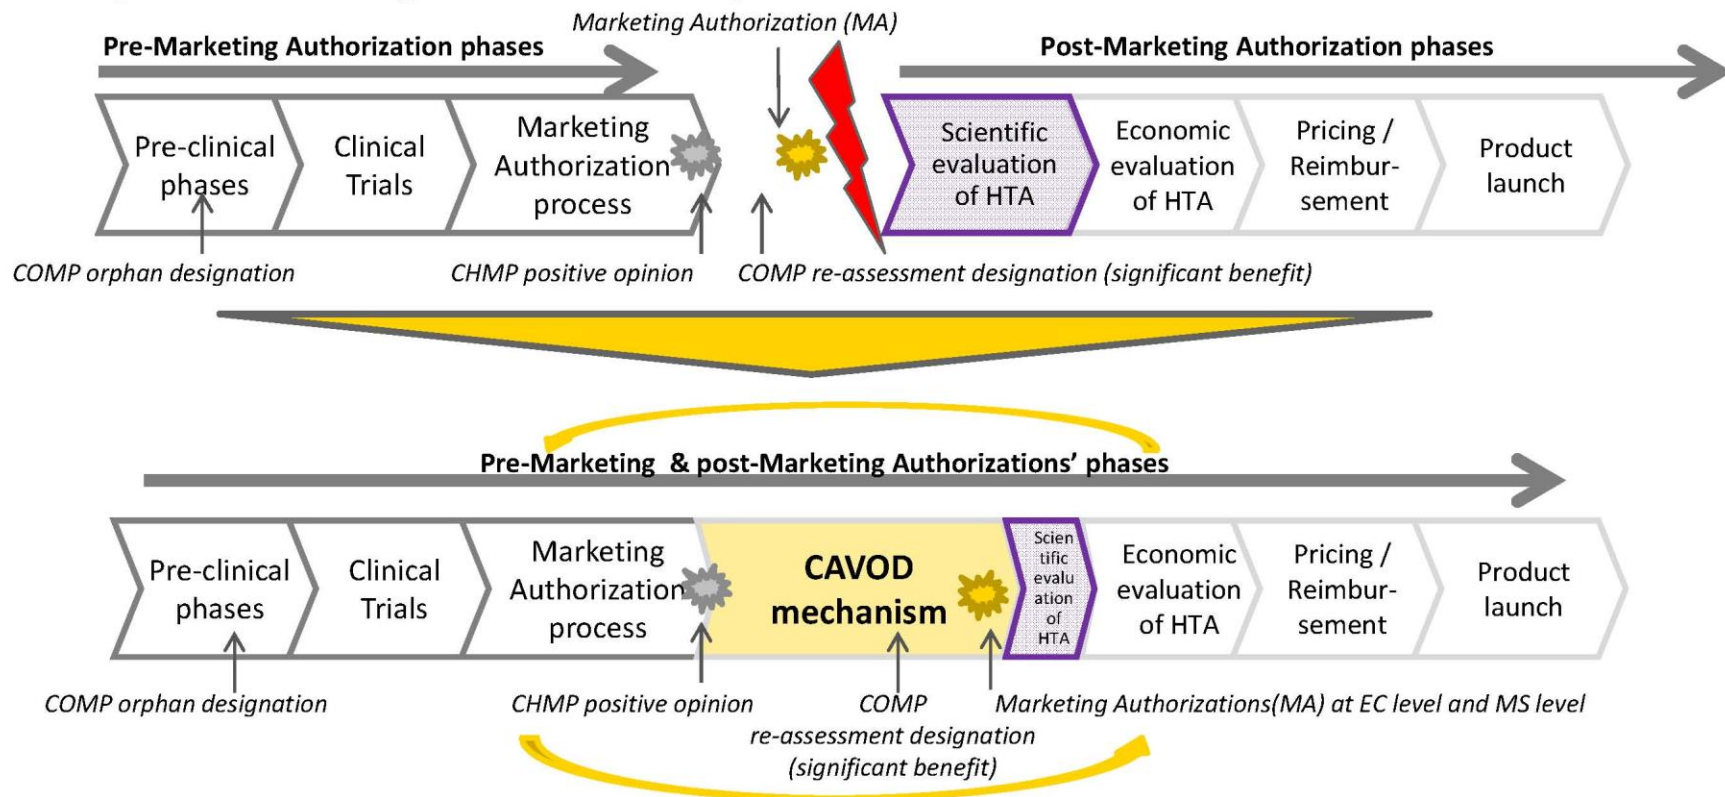 Marketing Authorization (MA)
Pre-Marketing Authorization phases
Post-Marketing Authorization phases
Pre-clinical
phases
Clinical
Trials
Marketing
Authorization
process
Scientific
evaluation
of HTA
Economic
evaluation
of HTA
Pricing /
Reimbur-
sement
Product
launch
COMP orphan designation
CHMP positive opinion
COMP re-assessment designation (significant benefit)
Pre-Marketing & post-Marketing Authorizations' phases
Pre-clinical
phases
Clinical
Trials
Marketing
Authorization
process
CAVOD
mechanism
Scien
tific
evalu
ation
of
HTA
Economic
evaluation
of HTA
Pricing /
Reimbur-
sement
Product
launch
COMP orphan designation
CHMP positive opinion
COMP
re-assessment designation
(significant benefit)
Marketing Authorizations(MA) at EC level and MS level